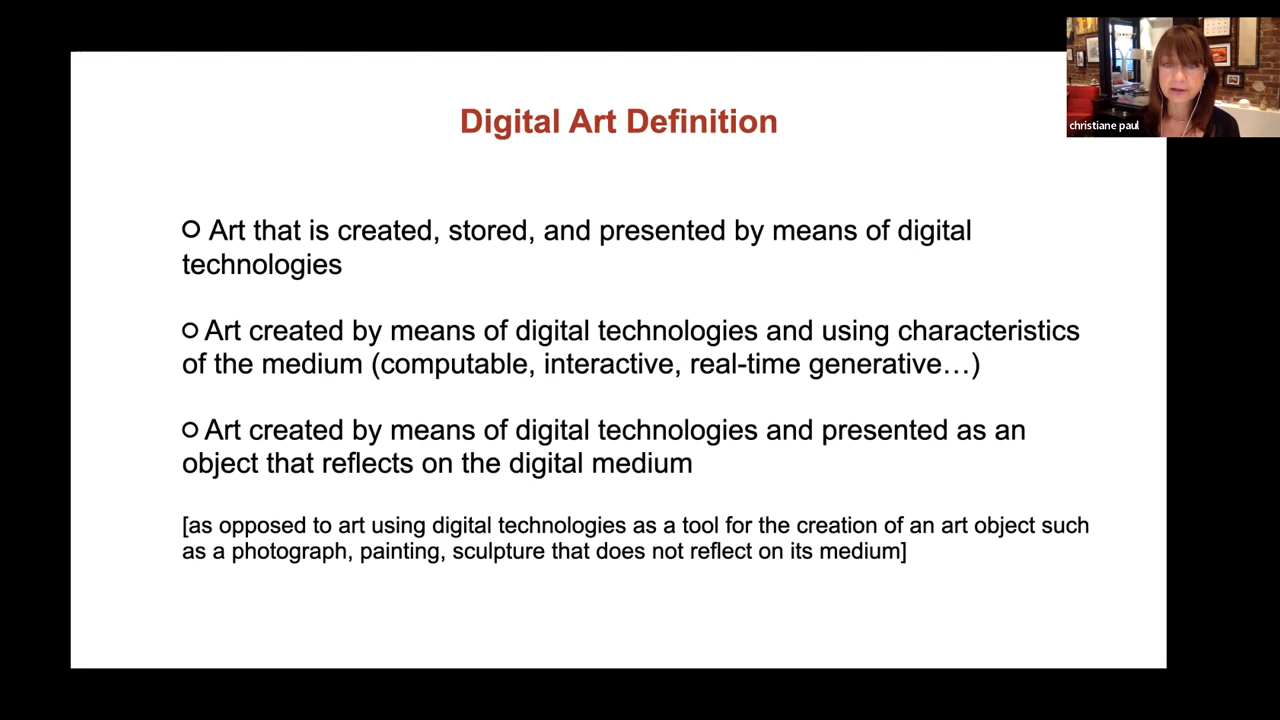 Digital Art Definition
christiane paul
O Art that is created, stored, and presented by means of digital
technologies
O Art created by means of digital technologies and using characteristics
of the medium (computable, interactive, real-time generative…)
O Art created by means of digital technologies and presented as an
object that reflects on the digital medium
[as opposed to art using digital technologies as a tool for the creation of an art object such
as a photograph, painting, sculpture that does not reflect on its medium]